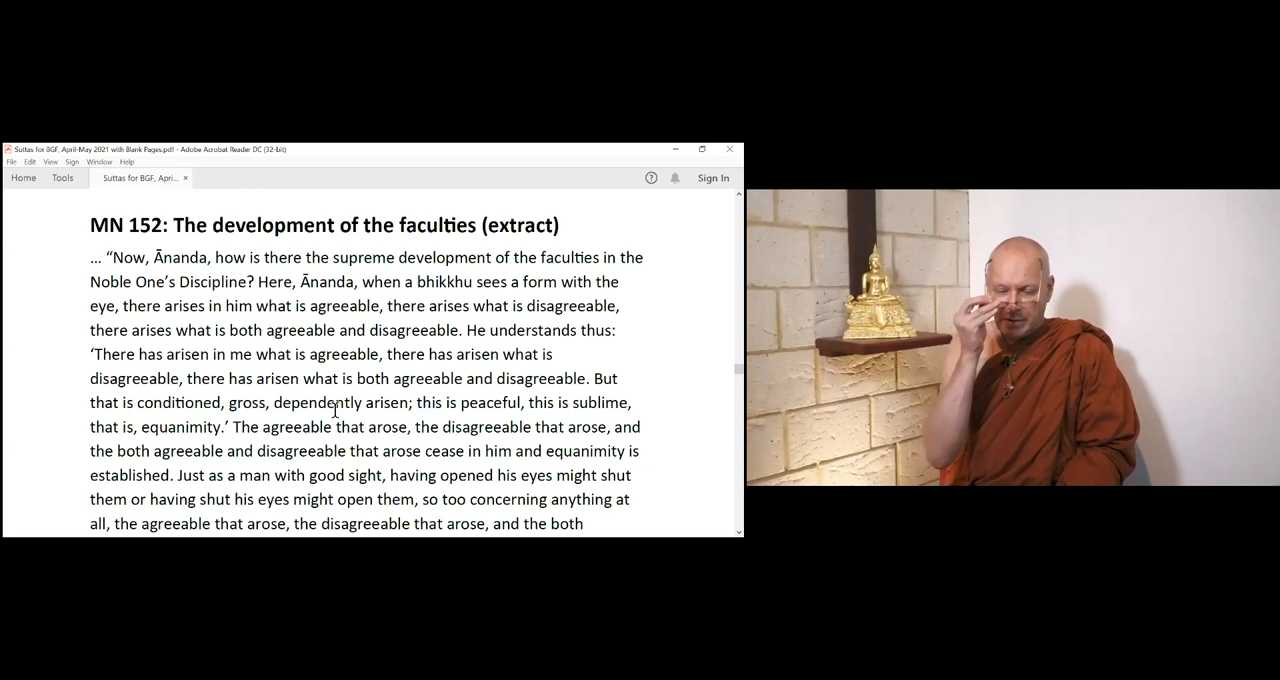 Suttas for BGF, April-May 2021 with Blank Pages.pdf - Adobe Acrobat Reader DC (32-bit)
File Edit View Sign Window Help
Home Tools Suttas for BGF, Apri... × Sign In
MN 152: The development of the faculties (extract)
... “Now, Ānanda, how is there the supreme development of the faculties in the
Noble One’s Discipline? Here, Ānanda, when a bhikkhu sees a form with the
eye, there arises in him what is agreeable, there arises what is disagreeable,
there arises what is both agreeable and disagreeable. He understands thus:
‘There has arisen in me what is agreeable, there has arisen what is
disagreeable, there has arisen what is both agreeable and disagreeable. But
that is conditioned, gross, dependently arisen; this is peaceful, this is sublime,
that is, equanimity.’ The agreeable that arose, the disagreeable that arose, and
the both agreeable and disagreeable that arose cease in him and equanimity is
established. Just as a man with good sight, having opened his eyes might shut
them or having shut his eyes might open them, so too concerning anything at
all, the agreeable that arose, the disagreeable that arose, and the both